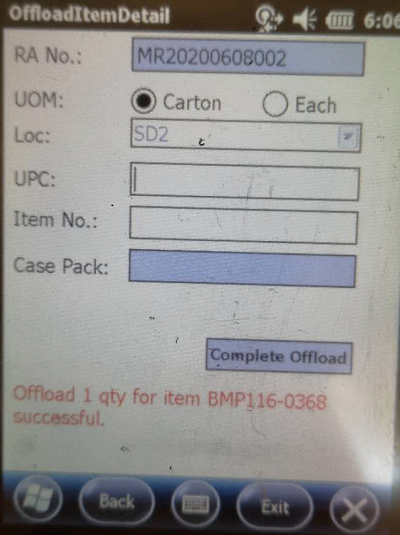 OffloadItemDetail 6:06
RA No.: MR20200608002
UOM: Carton Each
Loc: SD2
UPC:
Item No.:
Case Pack:
Complete Offload
Offload 1 qty for item BMP116-0368
successful.
Back Exit